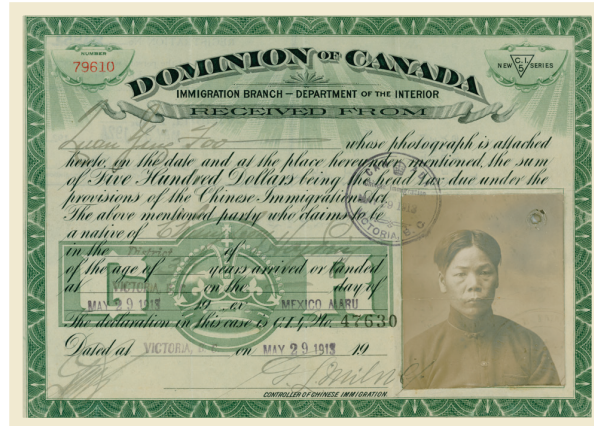 NUMBER
79610
DOMINION OF CANADA
NEW C.I. 5 SERIES
IMMIGRATION BRANCH — DEPARTMENT OF THE INTERIOR
RECEIVED FROM
Foo whose photograph is attached
hereto, on the date and at the place hereunder mentioned, the sum
of Five Hundred Dollars being head tax due under the
provisions of the Chinese Immigration Act.
The above mentioned party who claims to be
a native of
in the District of
of the age of years arrived or landed
at VICTORIA, on the day of
MAY 29 1913 19 ex MEXICO MARU
The declaration in this case is C.I.4, No. 47630
Dated at VICTORIA, B.C. on MAY 29 1913 19
CONTROLLER OF CHINESE IMMIGRATION